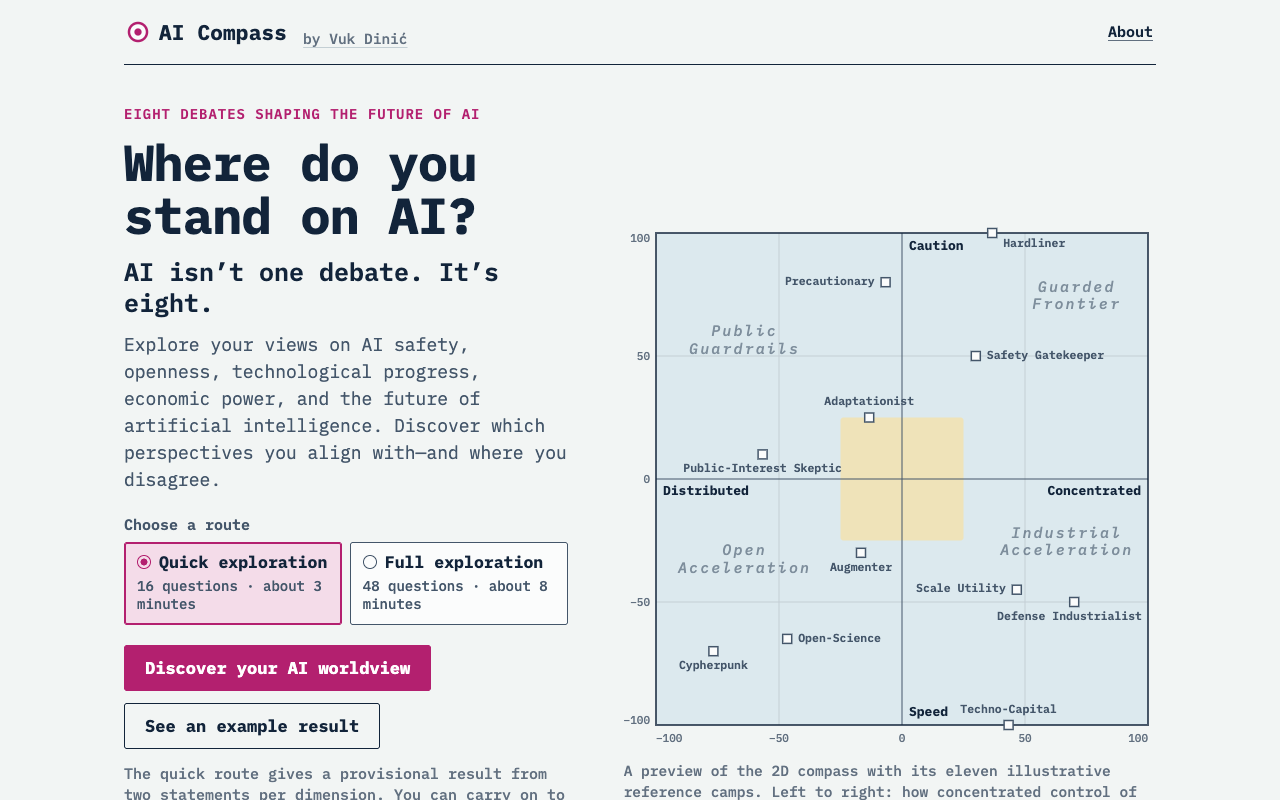 AI Compass by Vuk Dinić
About
EIGHT DEBATES SHAPING THE FUTURE OF AI
Where do you
stand on AI?
AI isn’t one debate. It’s
eight.
Explore your views on AI safety,
openness, technological progress,
economic power, and the future of
artificial intelligence. Discover which
perspectives you align with—and where you
disagree.
Choose a route
Quick exploration
16 questions · about 3
minutes
Full exploration
48 questions · about 8
minutes
Discover your AI worldview
See an example result
The quick route gives a provisional result from
two statements per dimension. You can carry on to
100
Caution
Hardliner
Precautionary
Guarded
Frontier
Public
Guardrails
50
Safety Gatekeeper
Adaptationist
Public-Interest Skeptic
0
Distributed
Concentrated
Industrial
Acceleration
Open
Acceleration
Augmenter
Scale Utility
−50
Defense Industrialist
Open-Science
Cypherpunk
Speed
Techno-Capital
−100
−100
−50
0
50
100
A preview of the 2D compass with its eleven illustrative
reference camps. Left to right: how concentrated control of